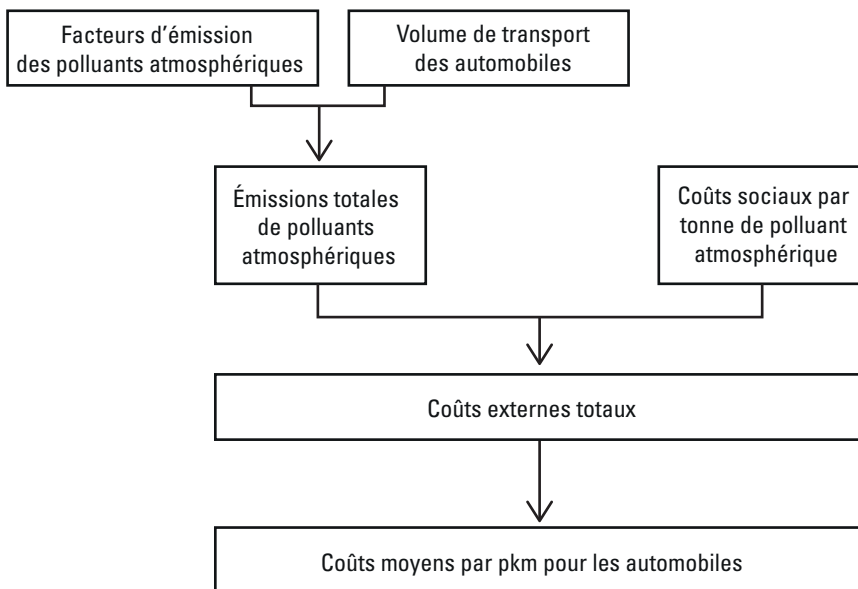 Facteurs d’émission
des polluants atmosphériques
Volume de transport
des automobiles
Émissions totales
de polluants
atmosphériques
Coûts sociaux par
tonne de polluant
atmosphérique
Coûts externes totaux
Coûts moyens par pkm pour les automobiles